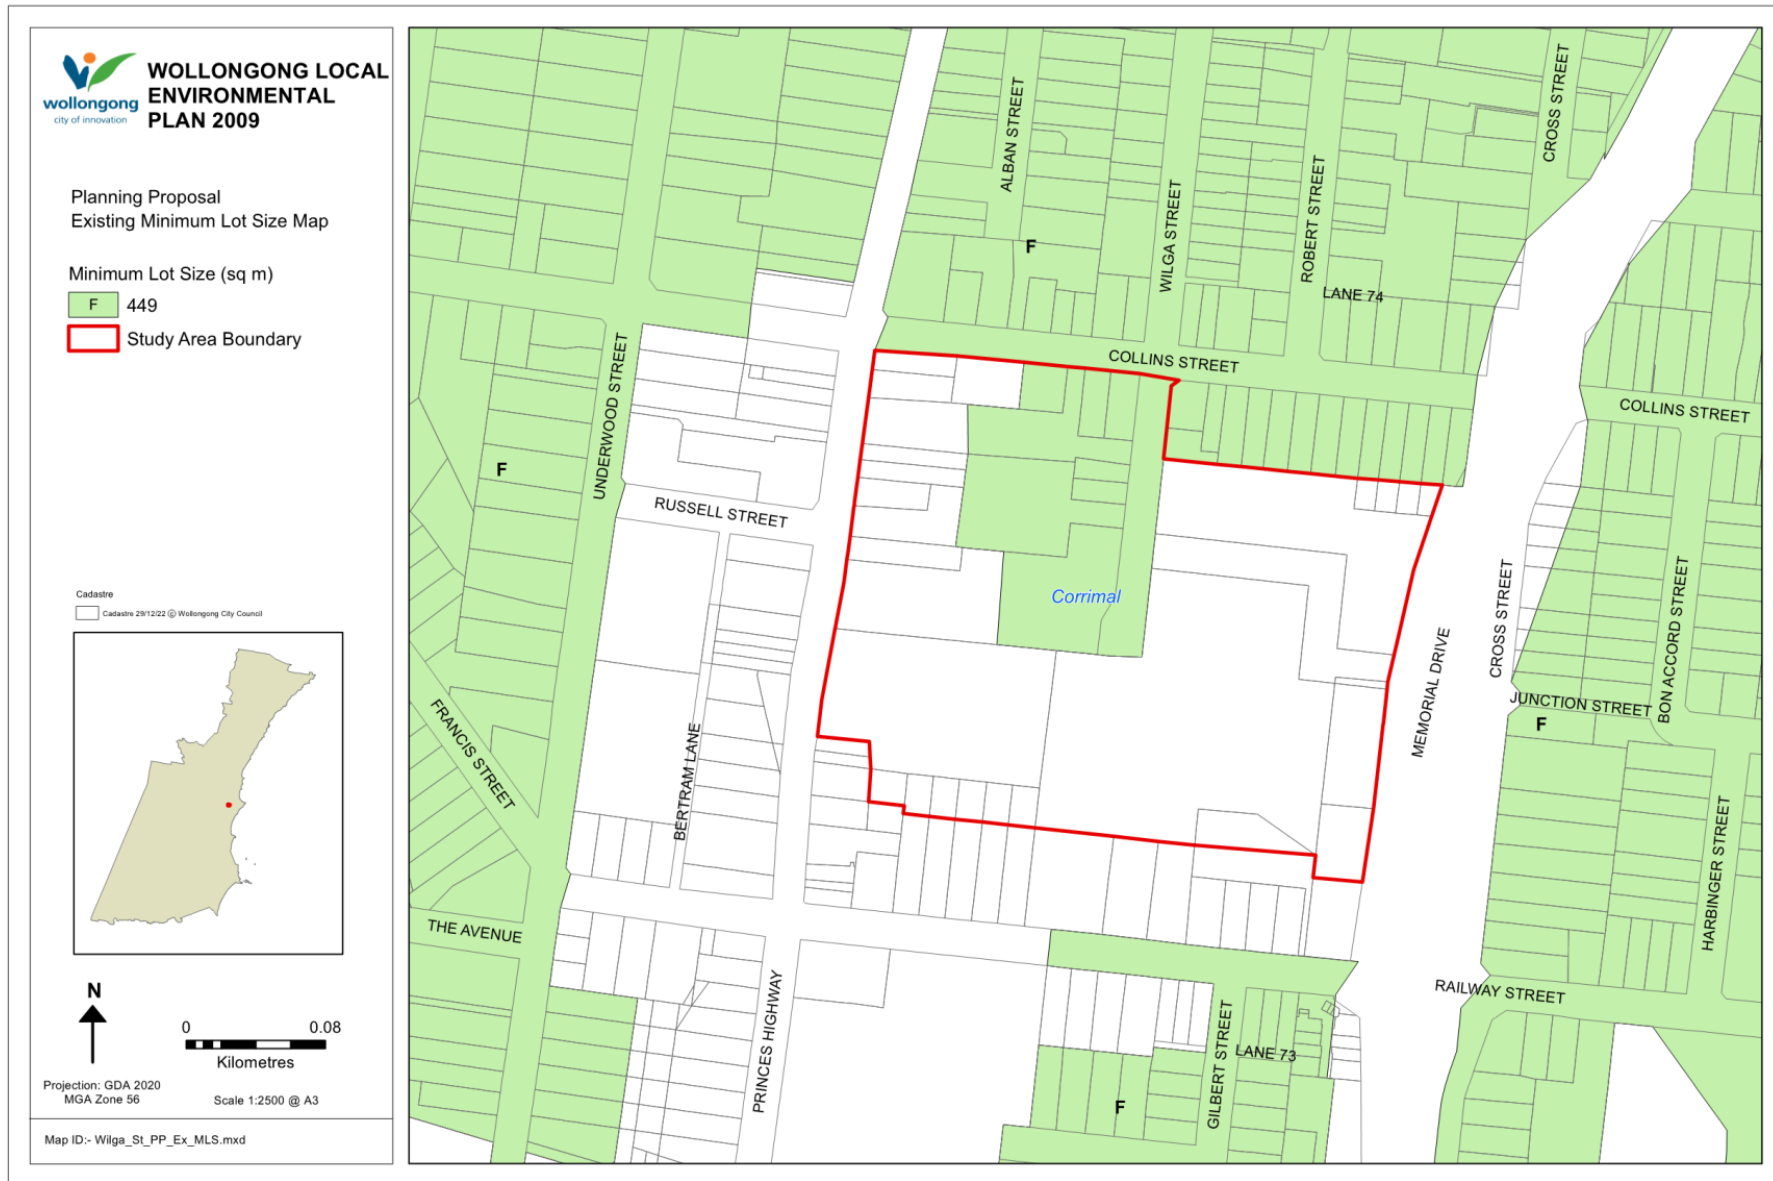 wollongong
city of innovation
WOLLONGONG LOCAL
ENVIRONMENTAL
PLAN 2009
Planning Proposal
Existing Minimum Lot Size Map
Minimum Lot Size (sq m)
F 449
Study Area Boundary
Cadastre
Cadastre 29/12/22 © Wollongong City Council
N
0 0.08
Kilometres
Projection: GDA 2020
MGA Zone 56
Scale 1:2500 @ A3
Map ID:- Wilga_St_PP_Ex_MLS.mxd
ALBAN STREET
WILGA STREET
ROBERT STREET
CROSS STREET
F
LANE 74
COLLINS STREET
COLLINS STREET
UNDERWOOD STREET
F
RUSSELL STREET
Corrimal
MEMORIAL DRIVE
CROSS STREET
BON ACCORD STREET
JUNCTION STREET
F
FRANCIS STREET
BERTRAM LANE
HARBINGER STREET
THE AVENUE
PRINCES HIGHWAY
RAILWAY STREET
GILBERT STREET
LANE 73
F